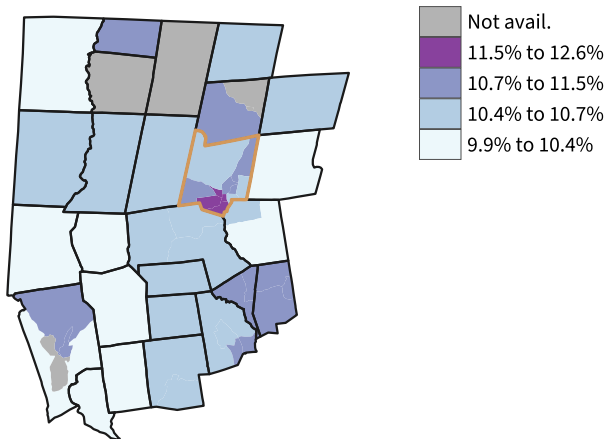 Not avail.
11.5% to 12.6%
10.7% to 11.5%
10.4% to 10.7%
9.9% to 10.4%